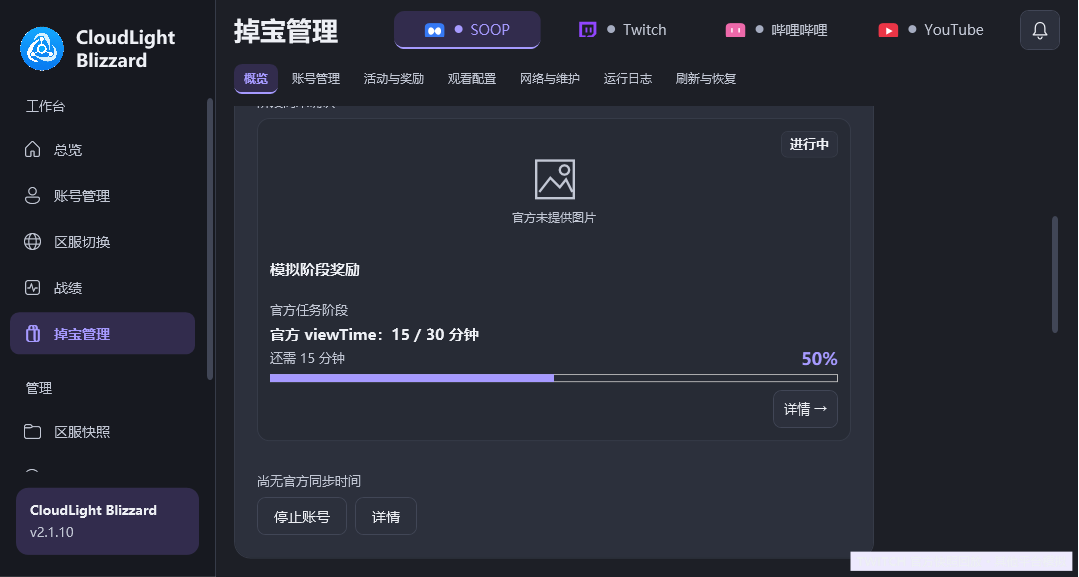 CloudLight
Blizzard
工作台
总览
账号管理
区服切换
战绩
掉宝管理
管理
区服快照
CloudLight Blizzard
v2.1.10
掉宝管理
SOOP
Twitch
哔哩哔哩
YouTube
概览
账号管理
活动与奖励
观看配置
网络与维护
运行日志
刷新与恢复
进行中
官方未提供图片
模拟阶段奖励
官方任务阶段
官方 viewTime：15 / 30 分钟
还需 15 分钟
50%
详情 →
尚无官方同步时间
停止账号
详情